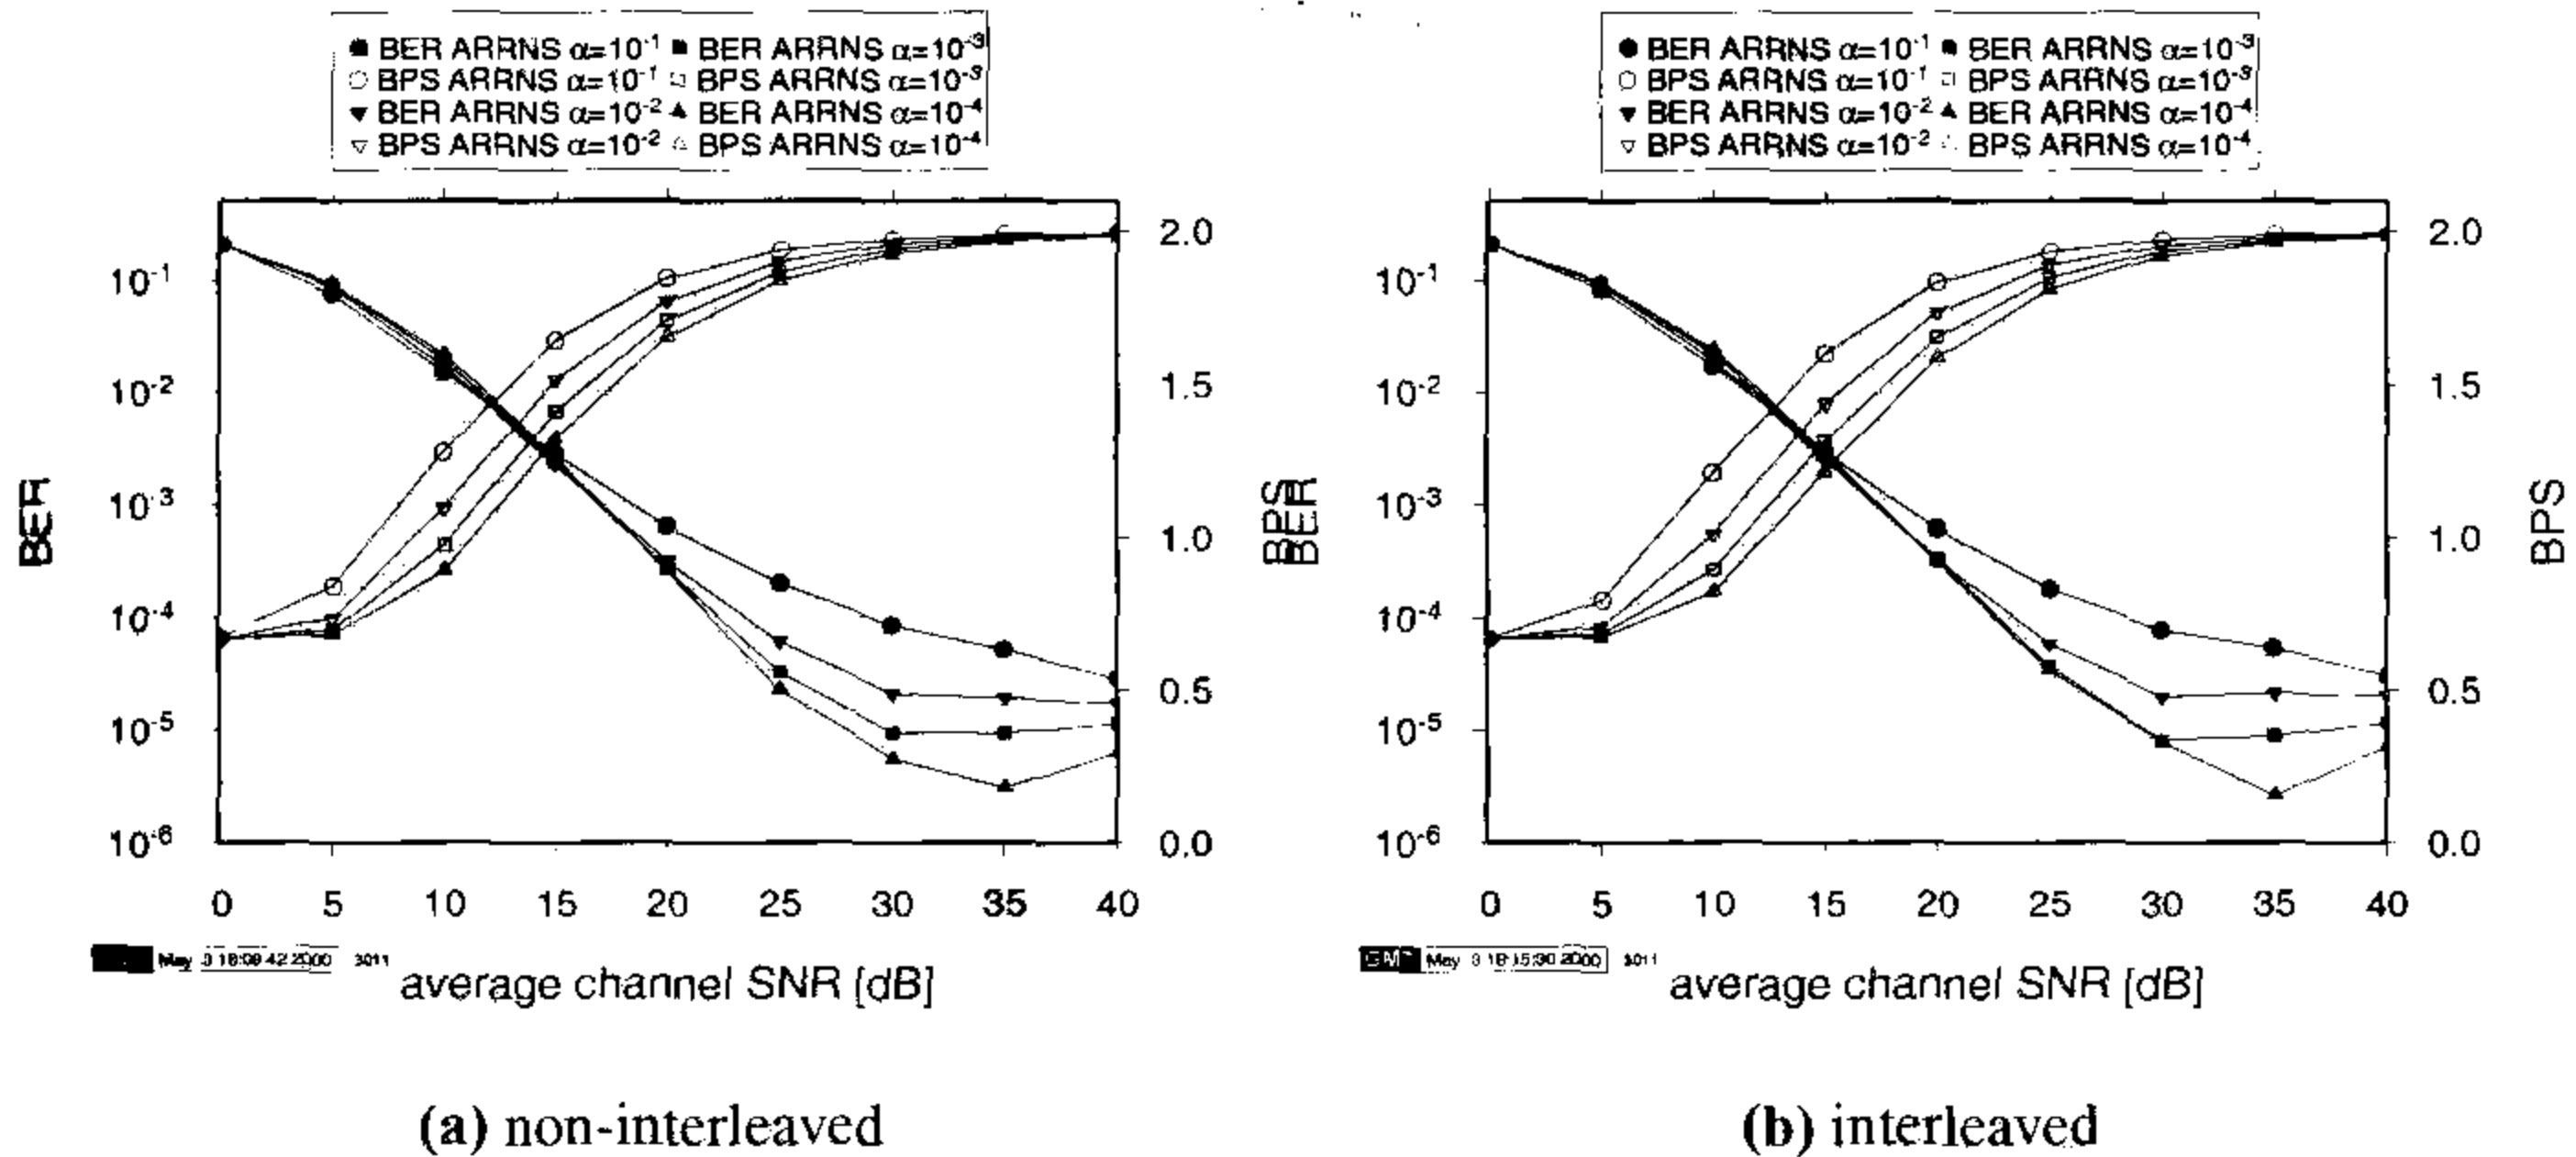 BER ARRNS α=10-1 BER ARRNS α=10-3
BPS ARRNS α=10-1 BPS ARRNS α=10-3
BER ARRNS α=10-2 BER ARRNS α=10-4
BPS ARRNS α=10-2 BPS ARRNS α=10-4
BER
10-1
10-2
10-3
10-4
10-5
10-6
2.0
1.5
1.0
0.5
0.0
BPS
0 5 10 15 20 25 30 35 40
May 2000 3011
average channel SNR [dB]
(a) non-interleaved
BER ARRNS α=10-1 BER ARRNS α=10-3
BPS ARRNS α=10-1 BPS ARRNS α=10-3
BER ARRNS α=10-2 BER ARRNS α=10-4
BPS ARRNS α=10-2 BPS ARRNS α=10-4
BER
10-1
10-2
10-3
10-4
10-5
10-6
2.0
1.5
1.0
0.5
0.0
BPS
0 5 10 15 20 25 30 35 40
May 2000
average channel SNR [dB]
(b) interleaved